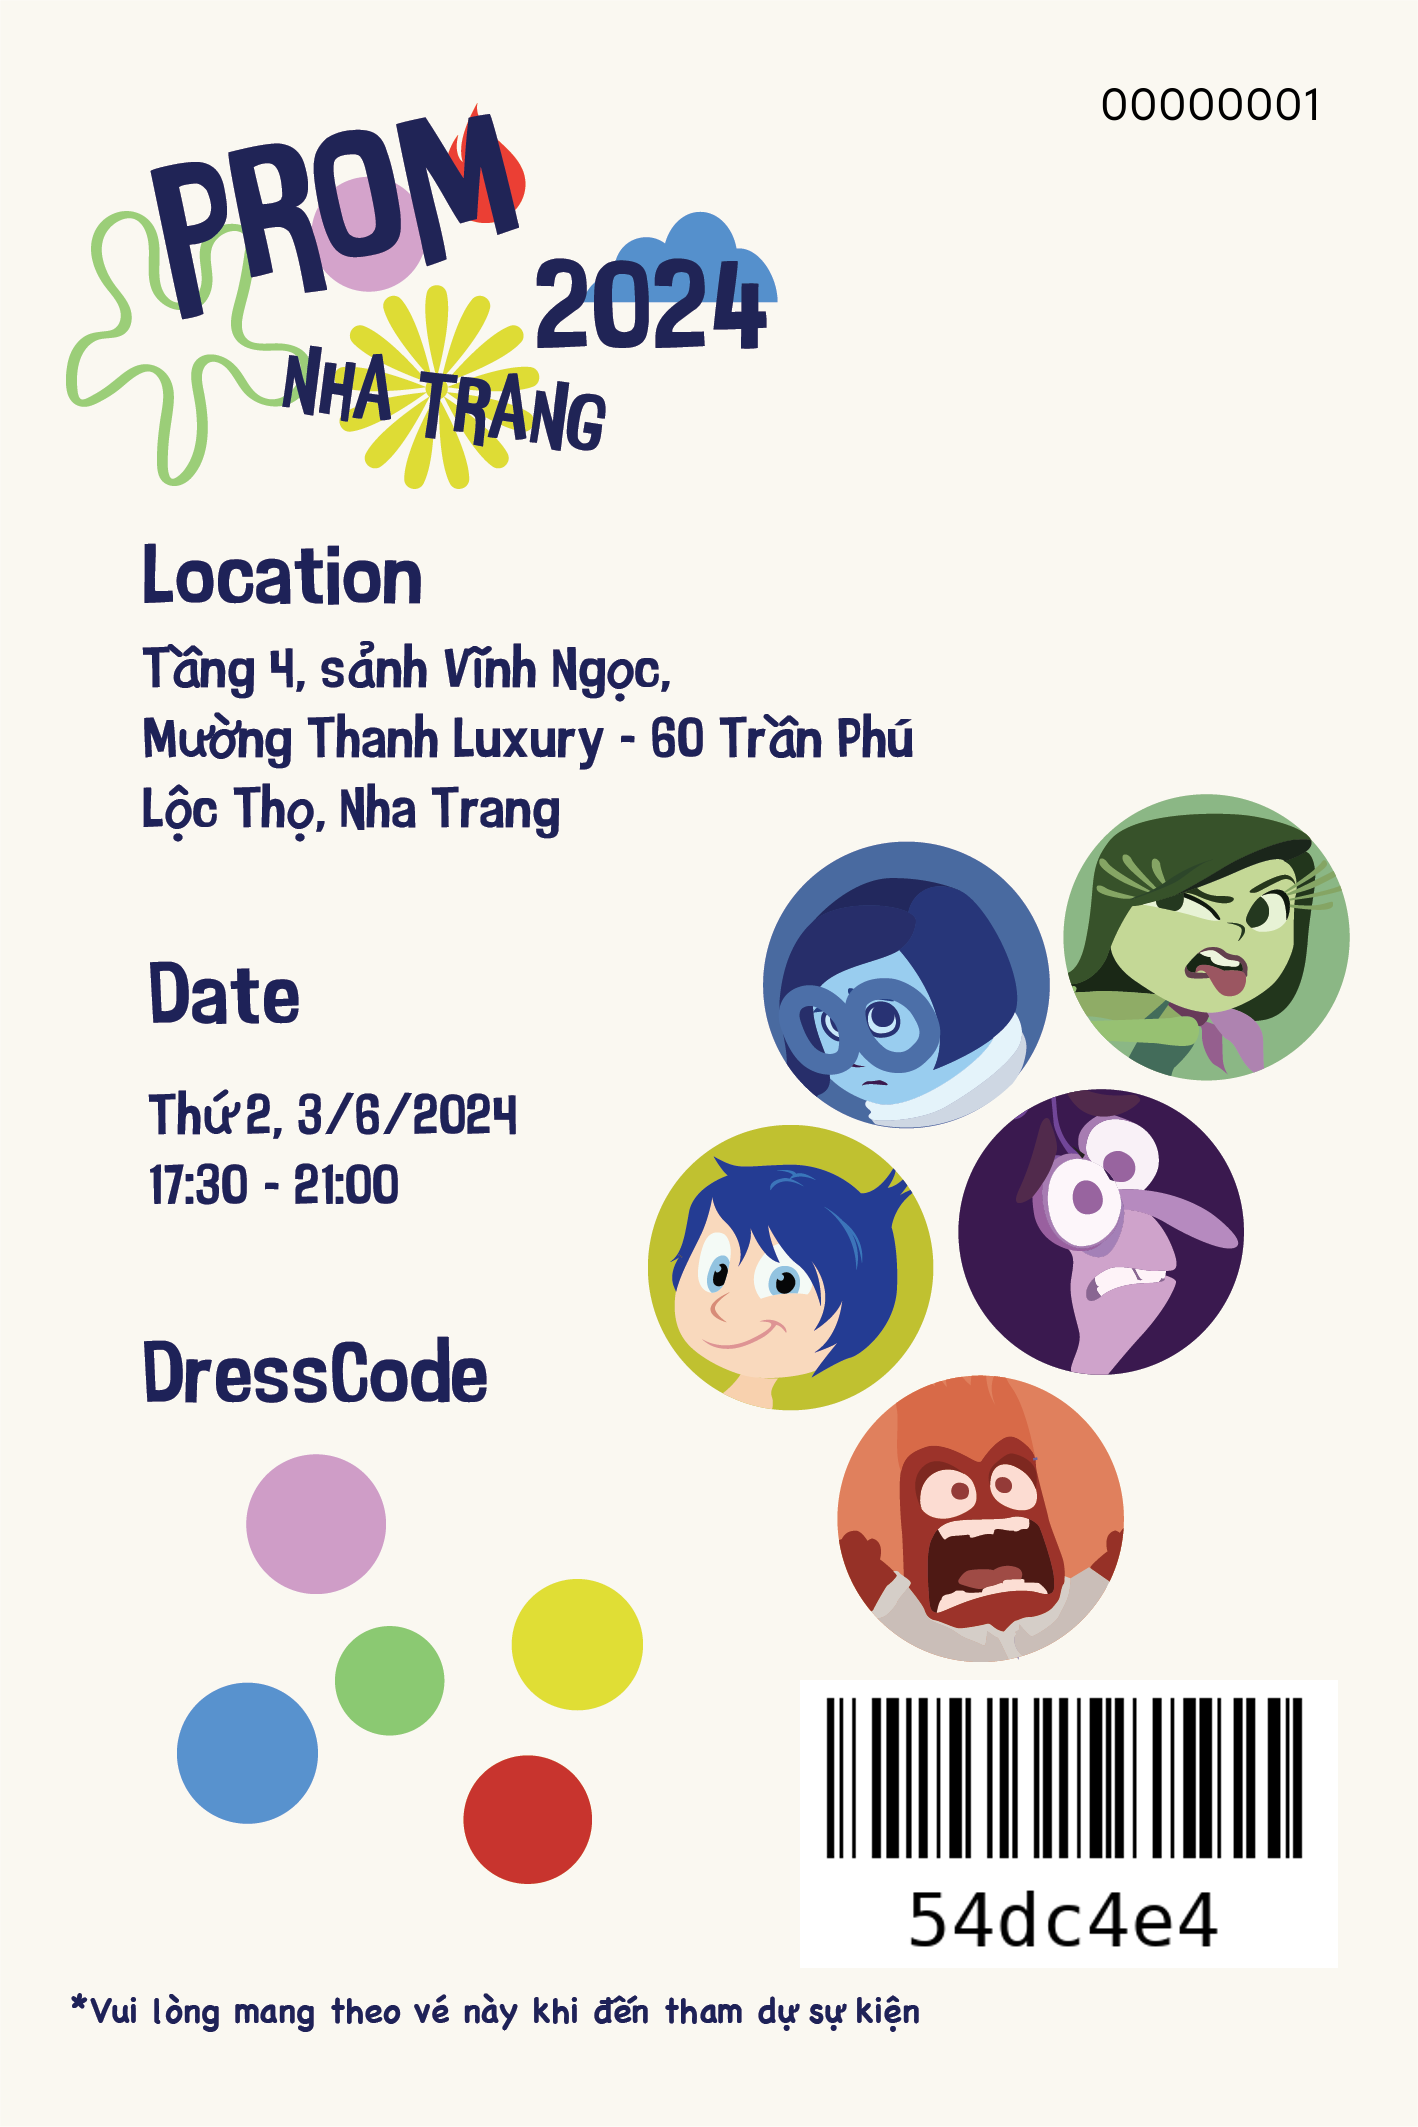 00000001
PROM
2024
NHA TRANG
Location
Tầng 4, sảnh Vĩnh Ngọc,
Mường Thanh Luxury - 60 Trần Phú
Lộc Thọ, Nha Trang
Date
Thứ 2, 3/6/2024
17:30 - 21:00
DressCode
54dc4e4
*Vui lòng mang theo vé này khi đến tham dự sự kiện